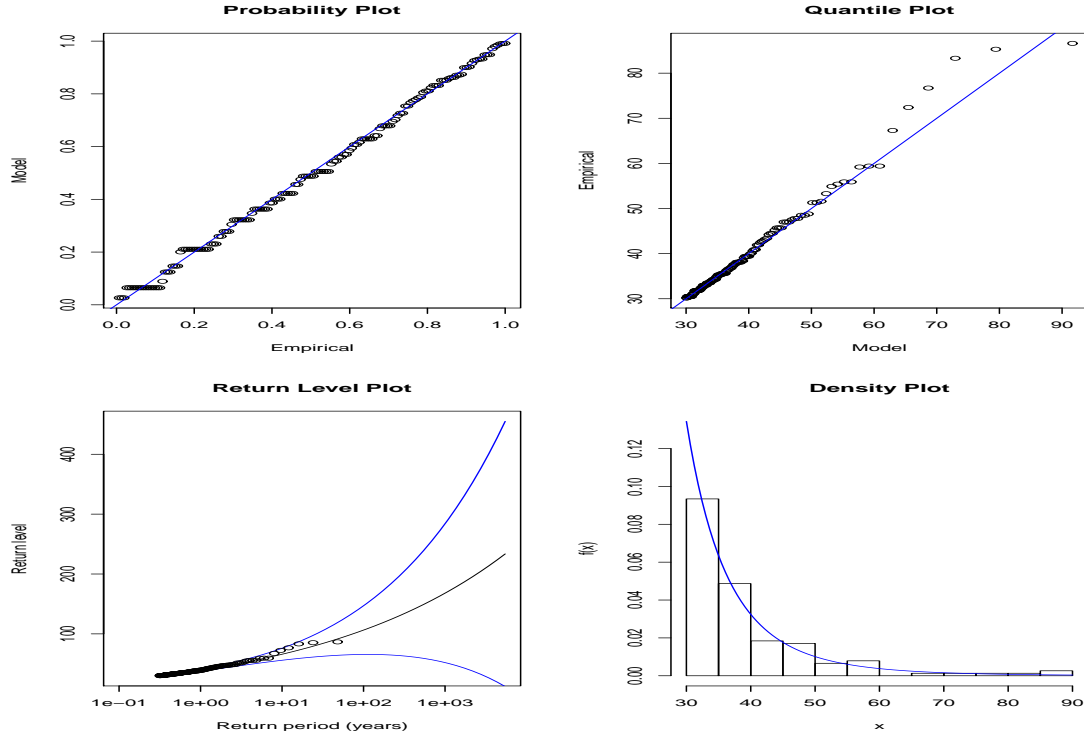 Probability Plot
Model
0.0 0.2 0.4 0.6 0.8 1.0
0.0 0.2 0.4 0.6 0.8 1.0
Empirical
Quantile Plot
Empirical
30 40 50 60 70 80
30 40 50 60 70 80 90
Model
Return Level Plot
Return level
100 200 300 400
1e−01 1e+00 1e+01 1e+02 1e+03
Return period (years)
Density Plot
f(x)
0.00 0.02 0.04 0.06 0.08 0.10 0.12
30 40 50 60 70 80 90
x